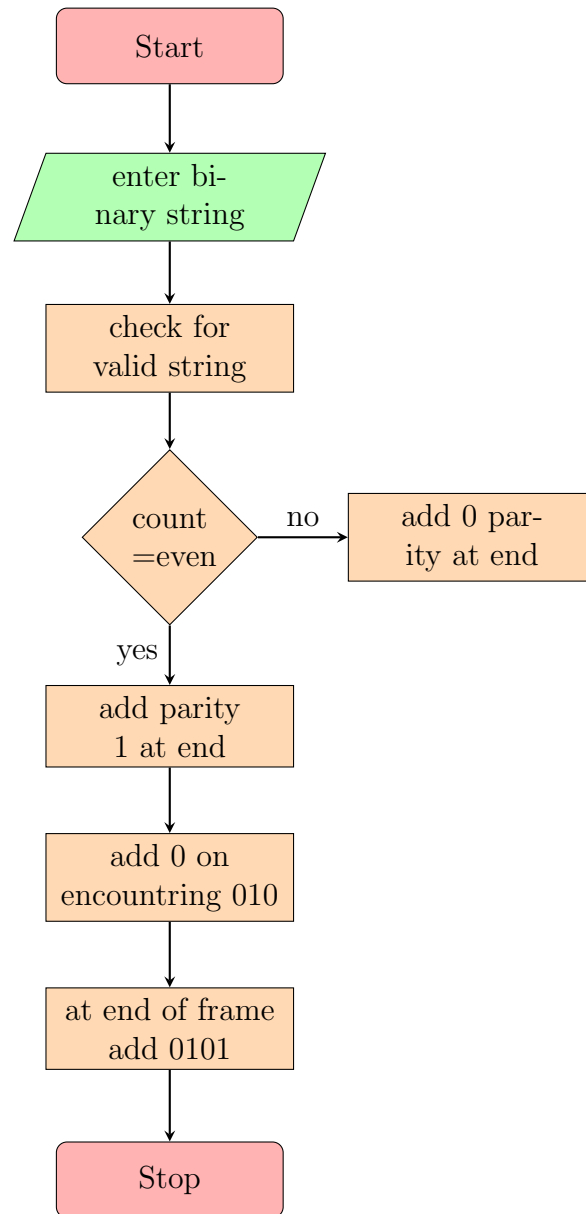 Start
enter bi-
nary string
check for
valid string
count
=even
no
add 0 par-
ity at end
yes
add parity
1 at end
add 0 on
encountring 010
at end of frame
add 0101
Stop